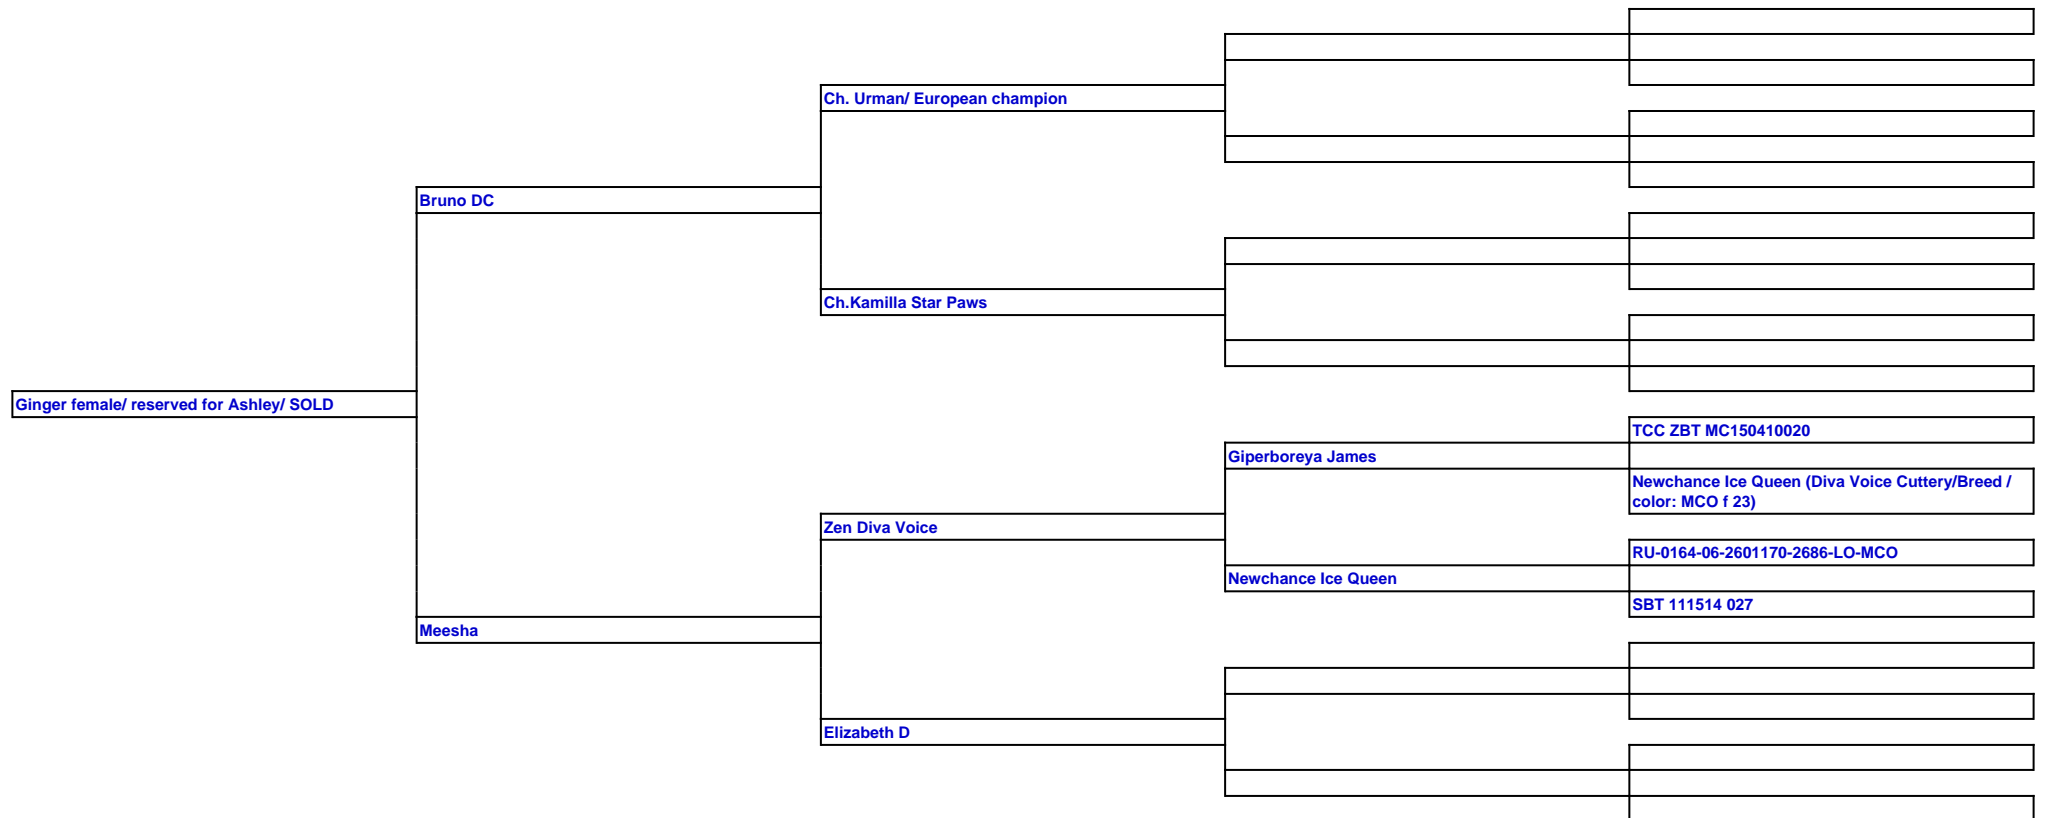 Ch. Urman/ European champion
Bruno DC
Ch.Kamilla Star Paws
Ginger female/ reserved for Ashley/ SOLD
TCC ZBT MC150410020
Giperboreya James
Newchance Ice Queen (Diva Voice Cuttery/Breed /
color: MCO f 23)
Zen Diva Voice
RU-0164-06-2601170-2686-LO-MCO
Newchance Ice Queen
SBT 111514 027
Meesha
Elizabeth D